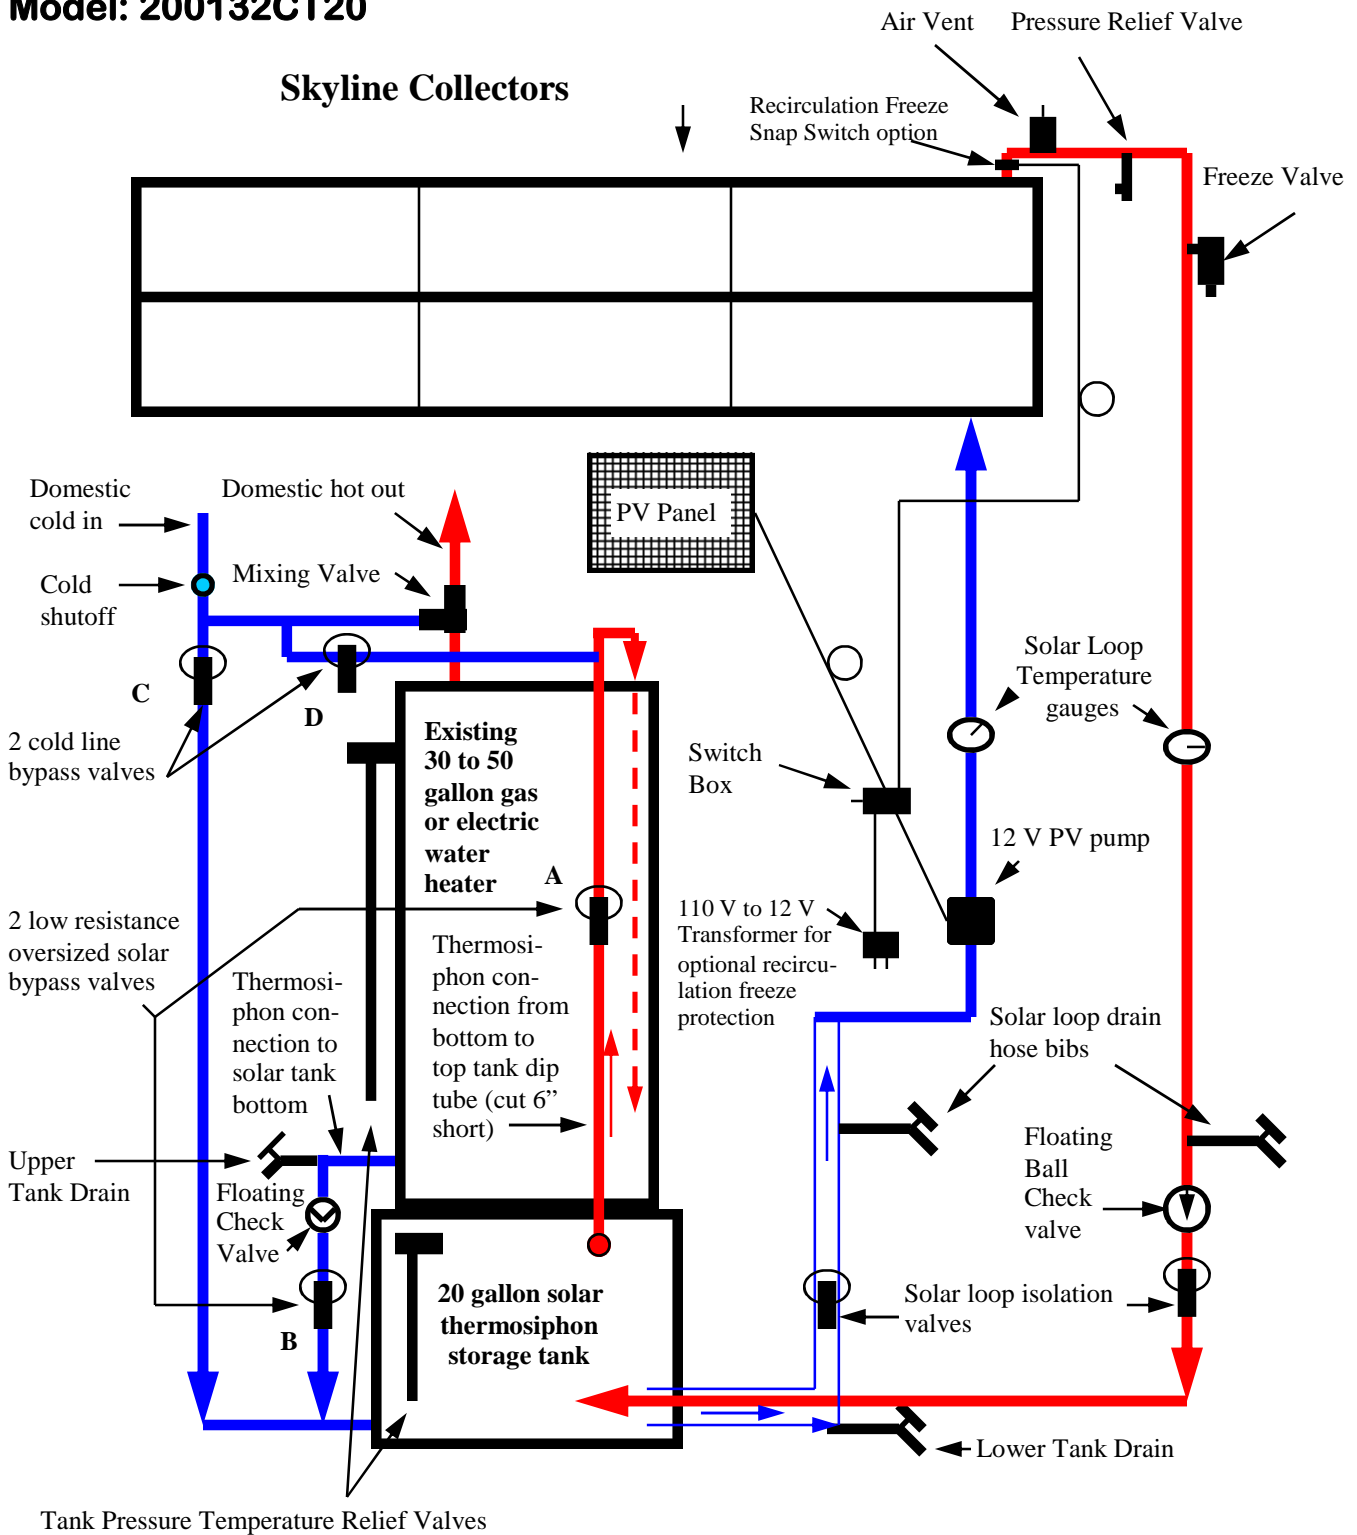 Model: 200132CT20
Air Vent
Pressure Relief Valve
Skyline Collectors
Recirculation Freeze
Snap Switch option
Freeze Valve
Domestic
cold in
Domestic hot out
PV Panel
Cold
shutoff
Mixing Valve
C
D
2 cold line
bypass valves
Existing
30 to 50
gallon gas
or electric
water
heater
Solar Loop
Temperature
gauges
Switch
Box
12 V PV pump
A
2 low resistance
oversized solar
bypass valves
110 V to 12 V
Transformer for
optional recircu-
lation freeze
protection
Thermosi-
phon con-
nection to
solar tank
bottom
Thermosi-
phon con-
nection from
bottom to
top tank dip
tube (cut 6”
short)
Solar loop drain
hose bibs
Upper
Tank Drain
Floating
Check
Valve
Floating
Ball
Check
valve
B
20 gallon solar
thermosiphon
storage tank
Solar loop isolation
valves
Lower Tank Drain
Tank Pressure Temperature Relief Valves